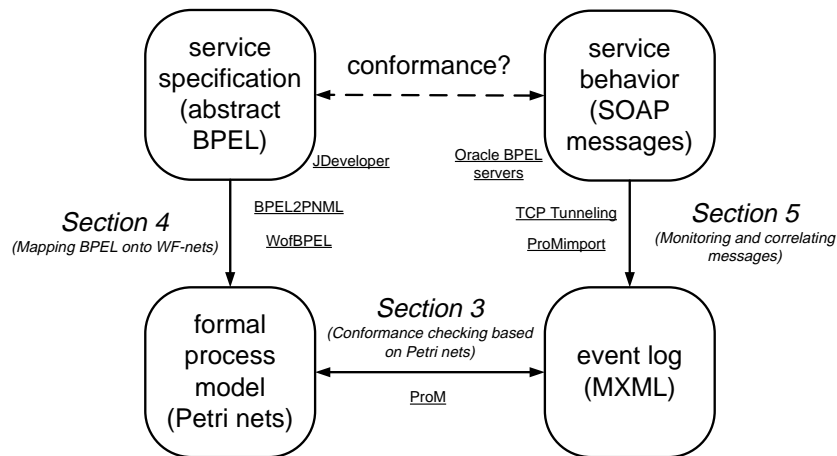 service
specification
(abstract
BPEL)
conformance?
service
behavior
(SOAP
messages)
JDeveloper
Oracle BPEL
servers
Section 4
(Mapping BPEL onto WF-nets)
BPEL2PNML
WofBPEL
TCP Tunneling
ProMimport
Section 5
(Monitoring and correlating
messages)
formal
process
model
(Petri nets)
Section 3
(Conformance checking based
on Petri nets)
ProM
event log
(MXML)